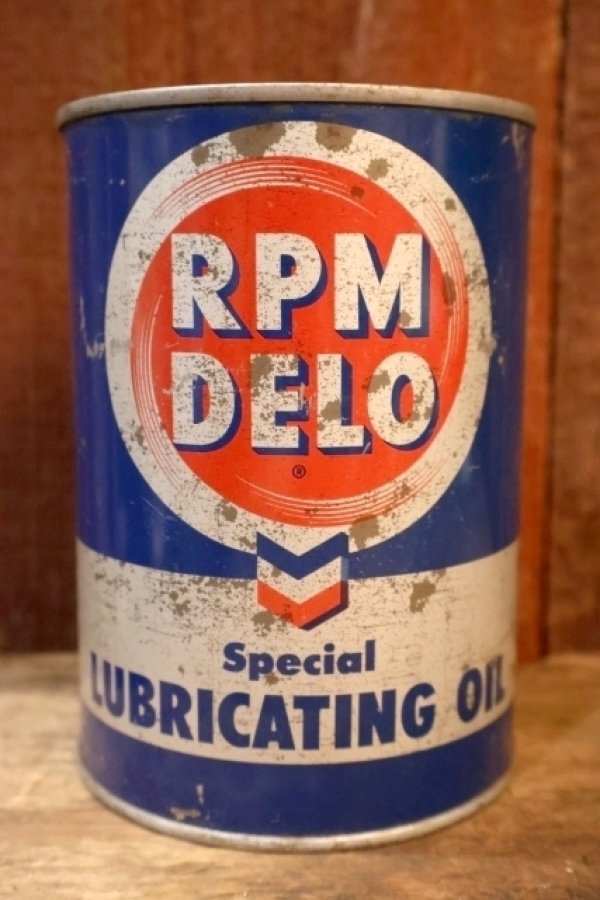 RPM
DELO
®
Special
LUBRICATING OIL